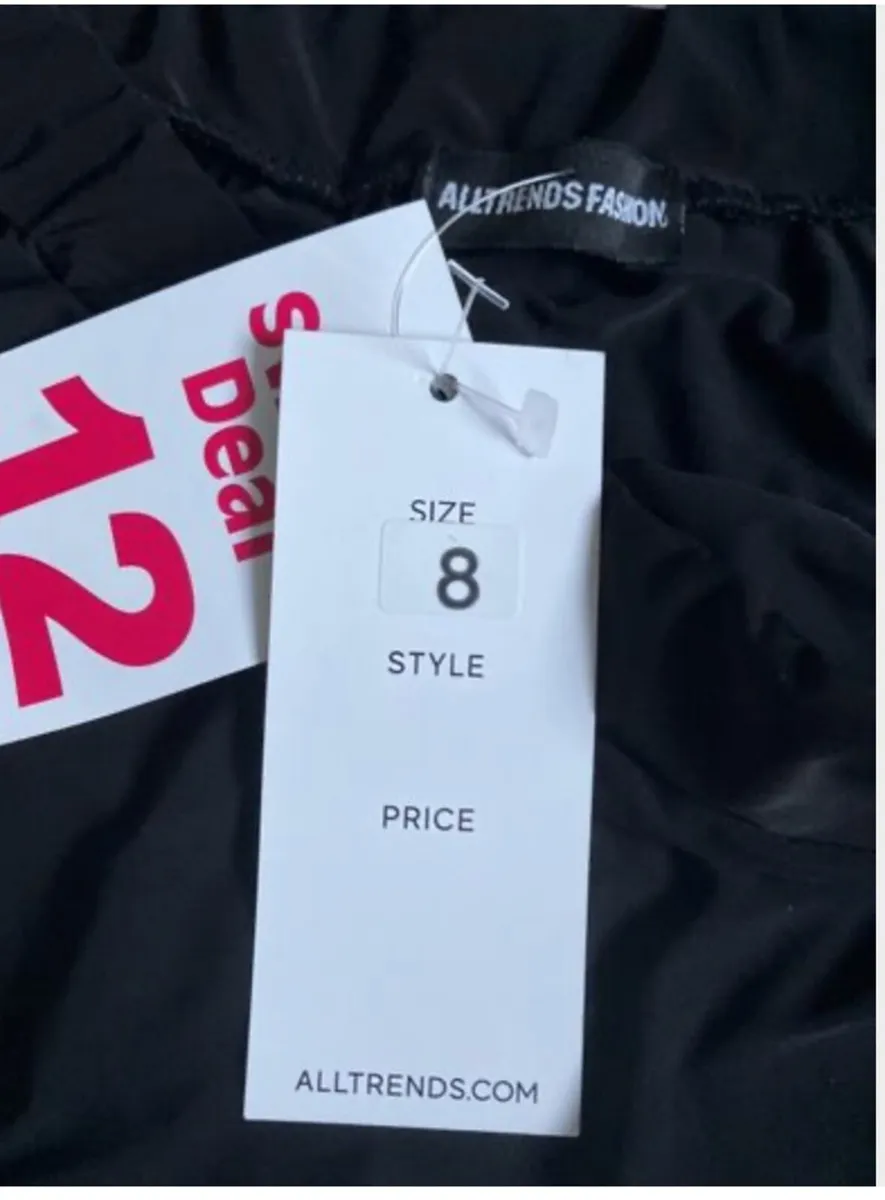 ALLTRENDS FASHION
Deal
12
SIZE
8
STYLE
PRICE
ALLTRENDS.COM